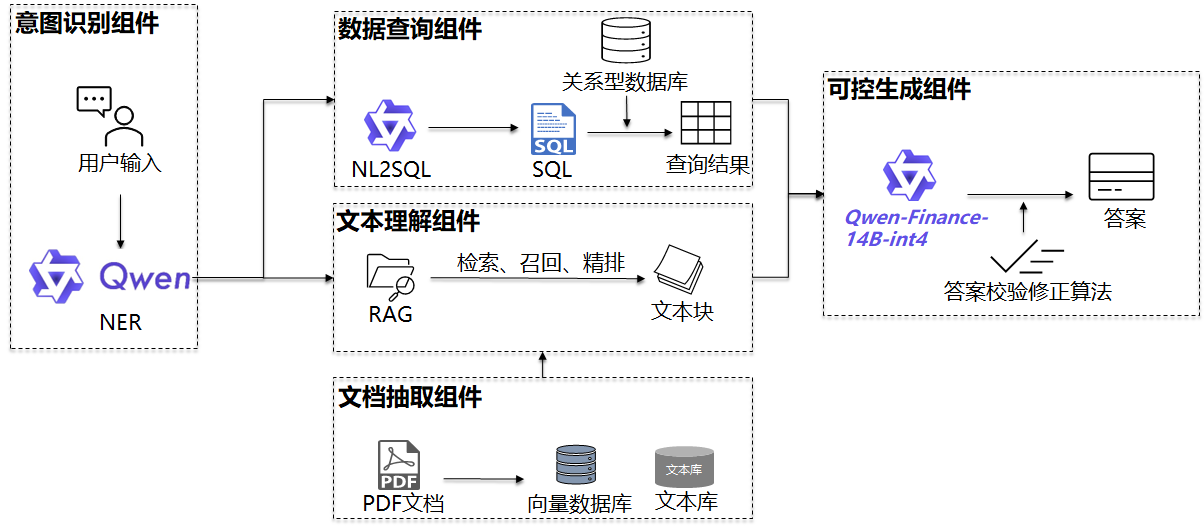 意图识别组件
用户输入
Qwen
NER
数据查询组件
关系型数据库
NL2SQL
SQL
SQL
查询结果
文本理解组件
检索、召回、精排
RAG
文本块
文档抽取组件
PDF
PDF文档
向量数据库
文本库
文本库
可控生成组件
Qwen-Finance-
14B-int4
答案
答案校验修正算法